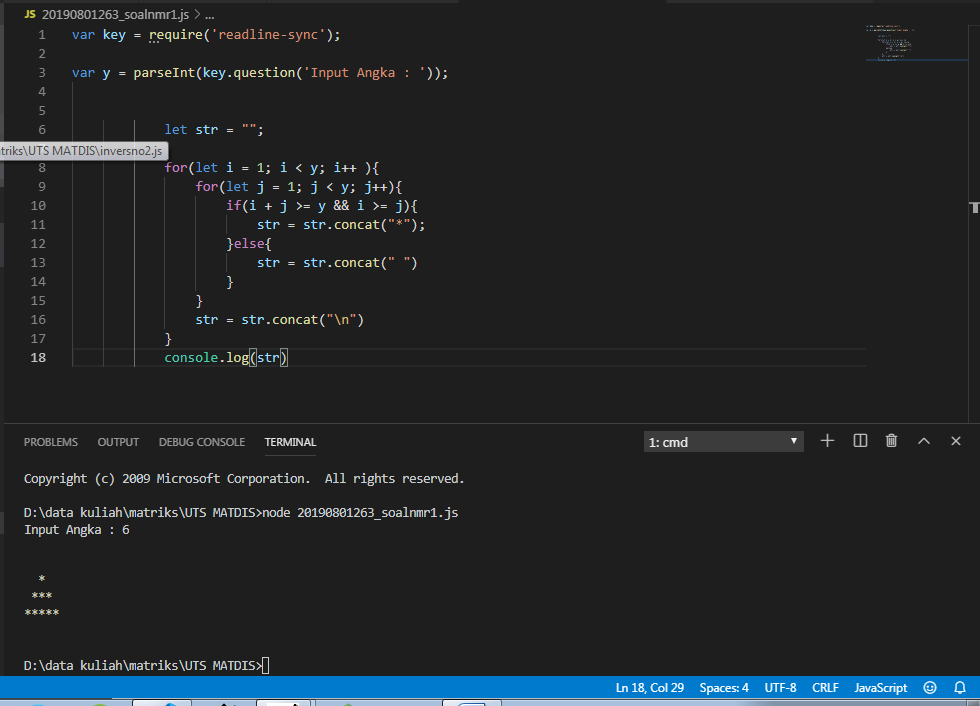 JS 20190801263_soalnmr1.js > ...
1 var key = require('readline-sync');
2
3 var y = parseInt(key.question('Input Angka : '));
4
5
6 let str = "";
triks\UTS MATDIS\inversno2.js
8 for(let i = 1; i < y; i++ ){
9 for(let j = 1; j < y; j++){
10 if(i + j >= y && i >= j){
11 str = str.concat("*");
12 }else{
13 str = str.concat(" ")
14 }
15 }
16 str = str.concat("\n")
17 }
18 console.log(str)
PROBLEMS OUTPUT DEBUG CONSOLE TERMINAL 1: cmd
Copyright (c) 2009 Microsoft Corporation.  All rights reserved.
D:\data kuliah\matriks\UTS MATDIS>node 20190801263_soalnmr1.js
Input Angka : 6
*
***
*****
D:\data kuliah\matriks\UTS MATDIS>
Ln 18, Col 29 Spaces: 4 UTF-8 CRLF JavaScript